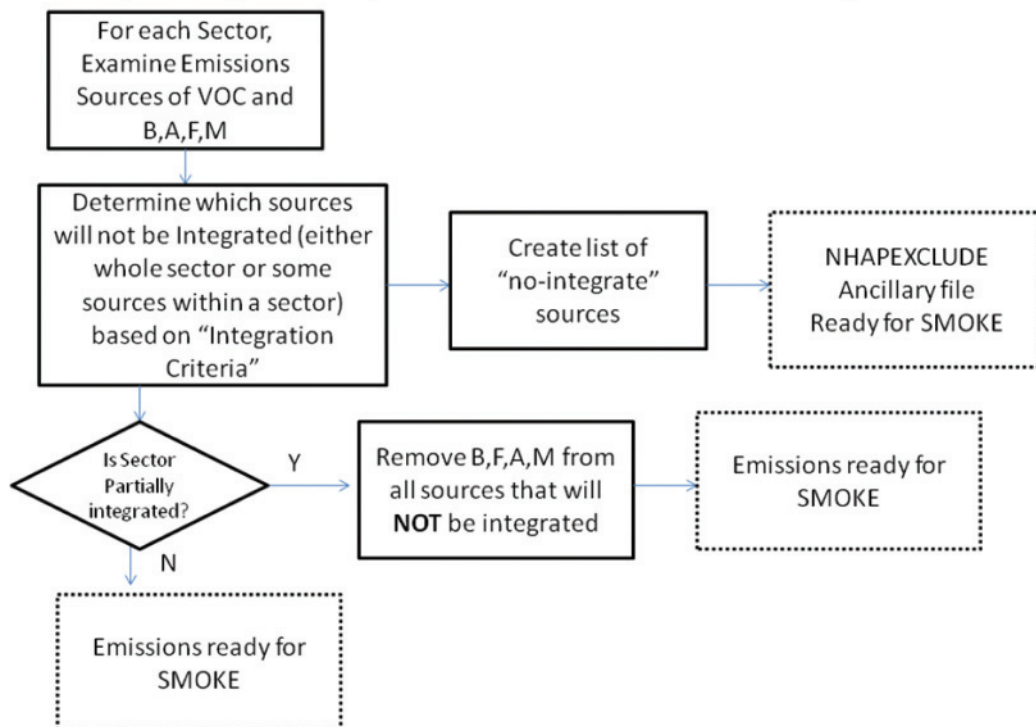 For each Sector,
Examine Emissions
Sources of VOC and
B,A,F,M
Determine which sources
will not be Integrated (either
whole sector or some
sources within a sector)
based on “Integration
Criteria”
Create list of
“no-integrate”
sources
NHAPEXCLUDE
Ancillary file
Ready for SMOKE
Is Sector
Partially
integrated?
Y
Remove B,F,A,M from
all sources that will
NOT be integrated
Emissions ready for
SMOKE
N
Emissions ready for
SMOKE